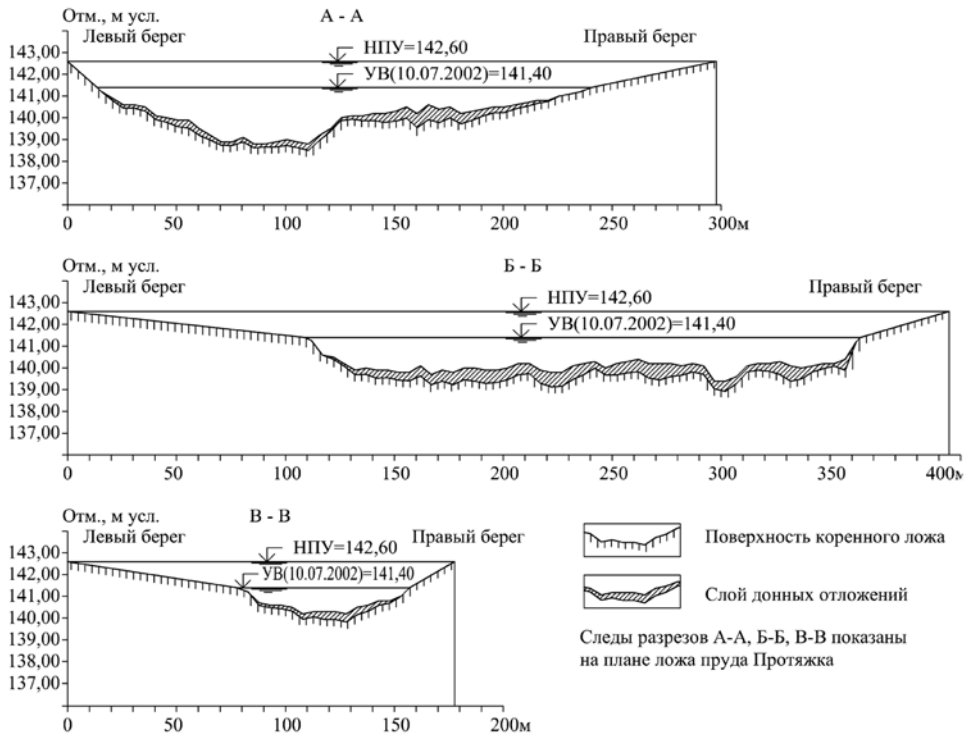 Отм., м усл.
А - А
Левый берег
Правый берег
НПУ=142,60
УВ(10.07.2002)=141,40
143,00
142,00
141,00
140,00
139,00
138,00
137,00
0 50 100 150 200 250 300м
Отм., м усл.
Б - Б
Левый берег
Правый берег
НПУ=142,60
УВ(10.07.2002)=141,40
143,00
142,00
141,00
140,00
139,00
138,00
137,00
0 50 100 150 200 250 300 350 400м
Отм., м усл.
В - В
Левый берег
Правый берег
НПУ=142,60
УВ(10.07.2002)=141,40
143,00
142,00
141,00
140,00
139,00
138,00
137,00
0 50 100 150 200м
Поверхность коренного ложа
Слой донных отложений
Следы разрезов А-А, Б-Б, В-В показаны
на плане ложа пруда Протяжка